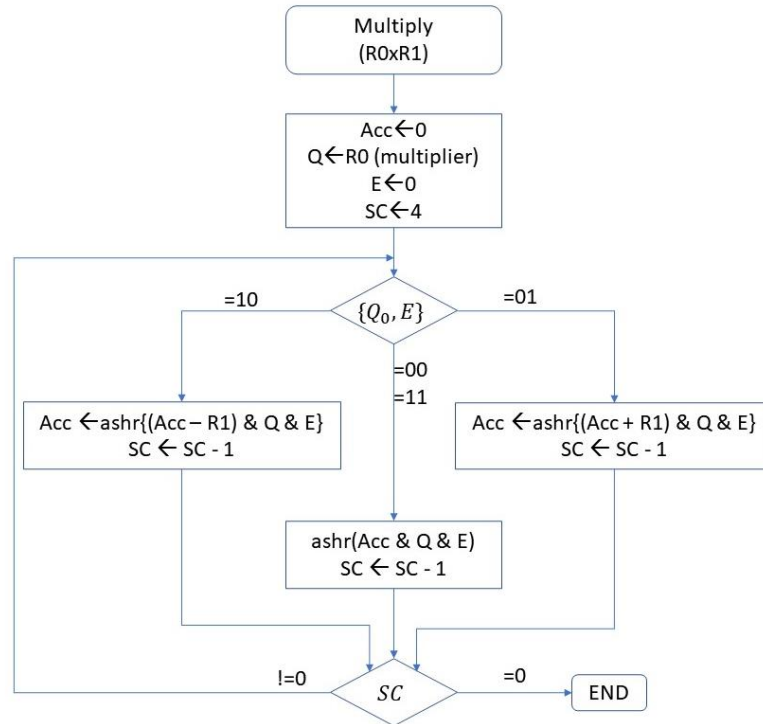 Multiply
(R0xR1)
Acc←0
Q←R0 (multiplier)
E←0
SC←4
=10
{Q₀, E}
=01
=00
=11
Acc ←ashr{(Acc – R1) & Q & E}
SC ← SC - 1
Acc ←ashr{(Acc + R1) & Q & E}
SC ← SC - 1
ashr(Acc & Q & E)
SC ← SC - 1
!=0
SC
=0
END